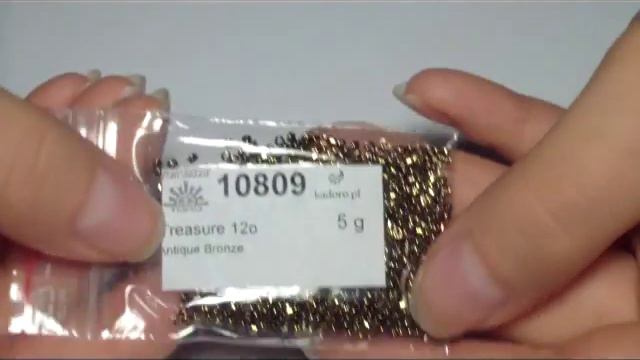 10809
kadoro.pl
Treasure 12o
5 g
Antique Bronze